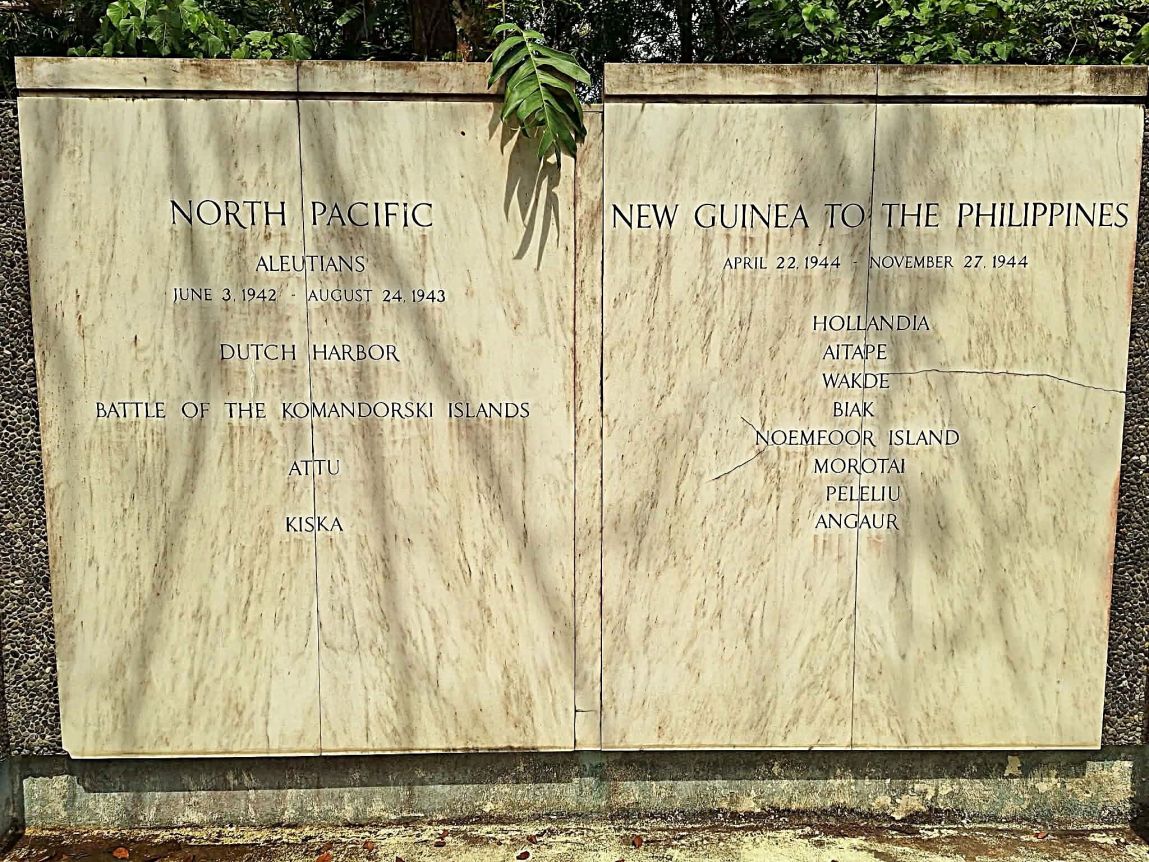 NORTH PACIFIC
ALEUTIANS
JUNE 3, 1942 - AUGUST 24, 1943
DUTCH HARBOR
BATTLE OF THE KOMANDORSKI ISLANDS
ATTU
KISKA
NEW GUINEA TO THE PHILIPPINES
APRIL 22, 1944 - NOVEMBER 27, 1944
HOLLANDIA
AITAPE
WAKDE
BIAK
NOEMFOOR ISLAND
MOROTAI
PELELIU
ANGAUR